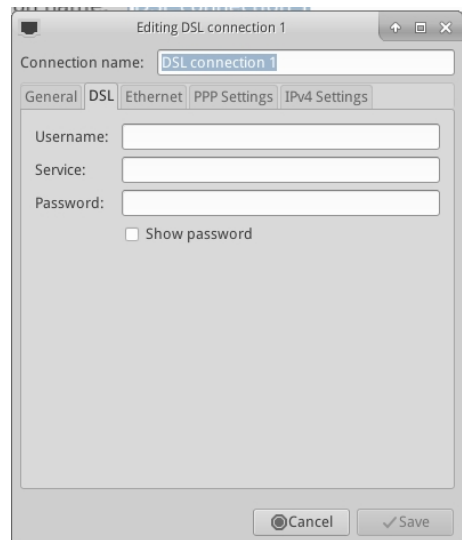 Editing DSL connection 1
Connection name: DSL connection 1
General DSL Ethernet PPP Settings IPv4 Settings
Username:
Service:
Password:
Show password
Cancel Save